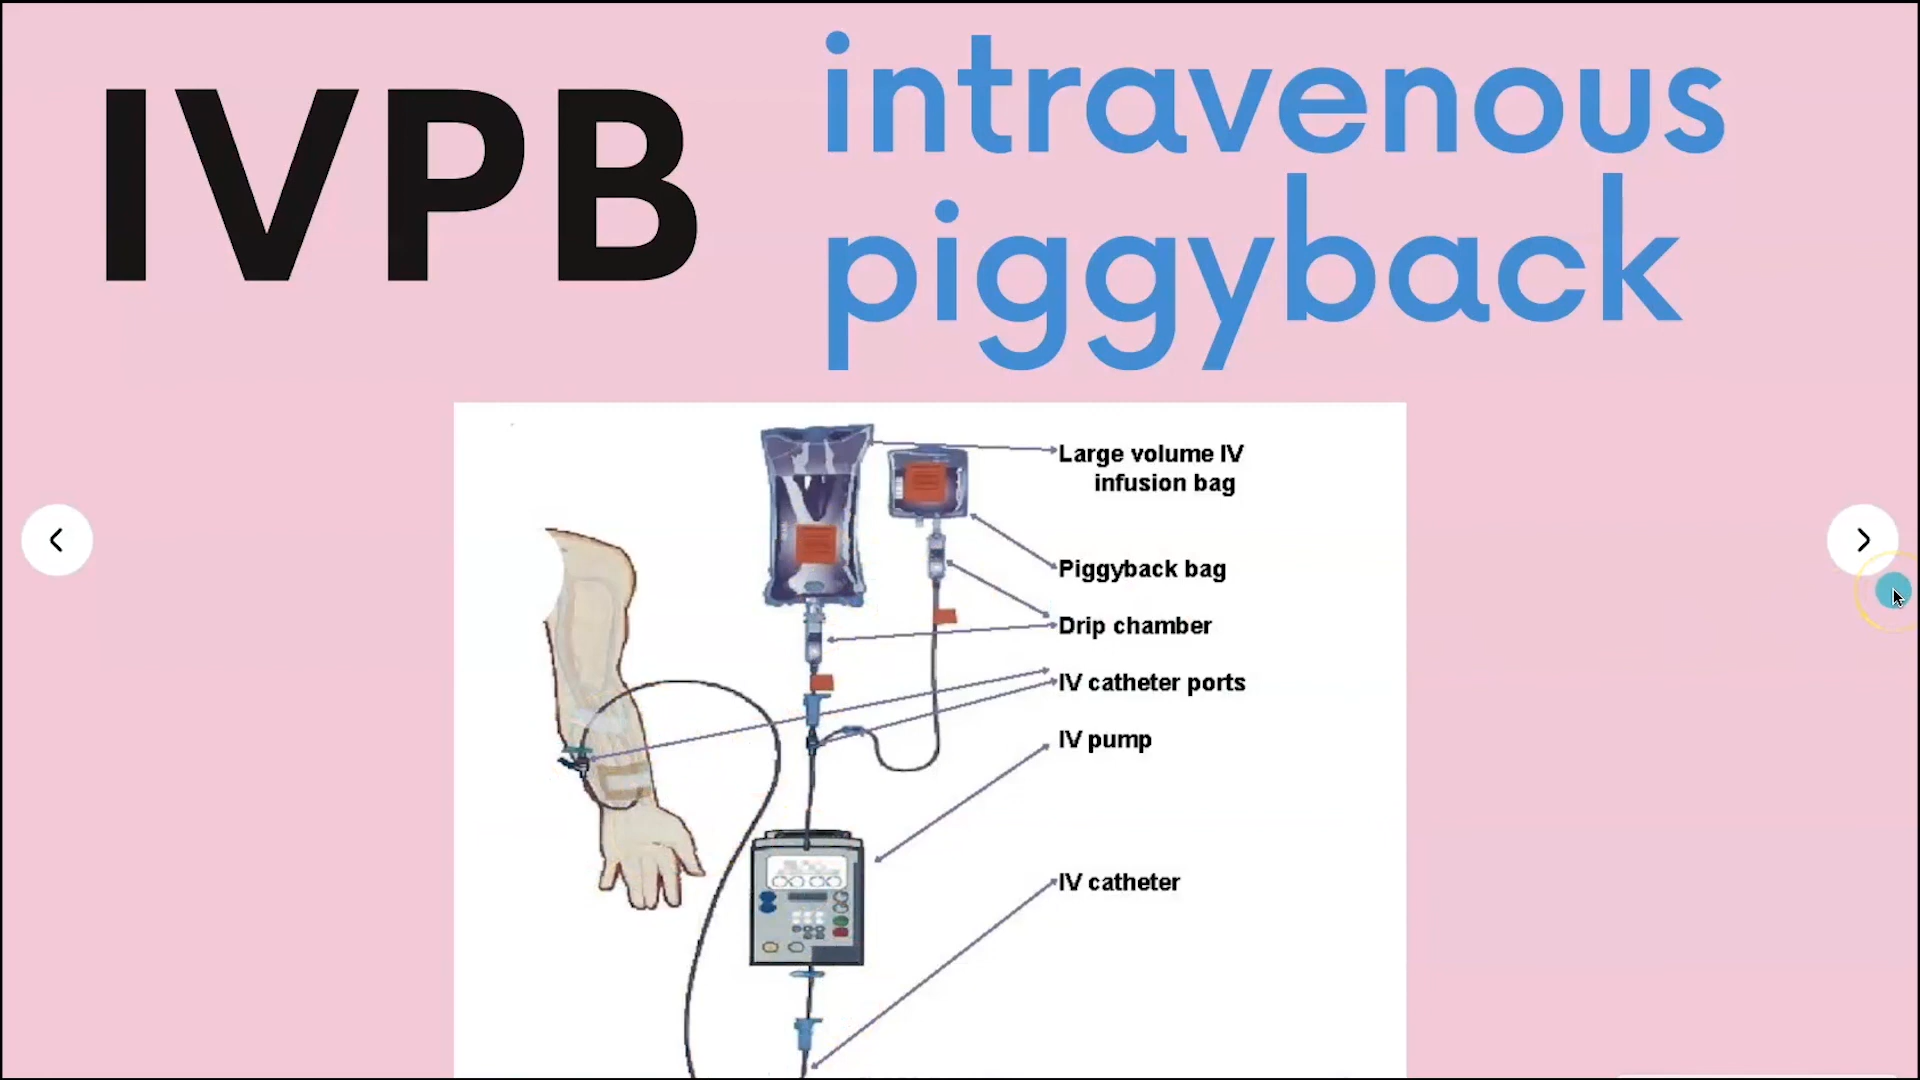 IVPB
intravenous
piggyback
Large volume IV
infusion bag
Piggyback bag
Drip chamber
IV catheter ports
IV pump
IV catheter